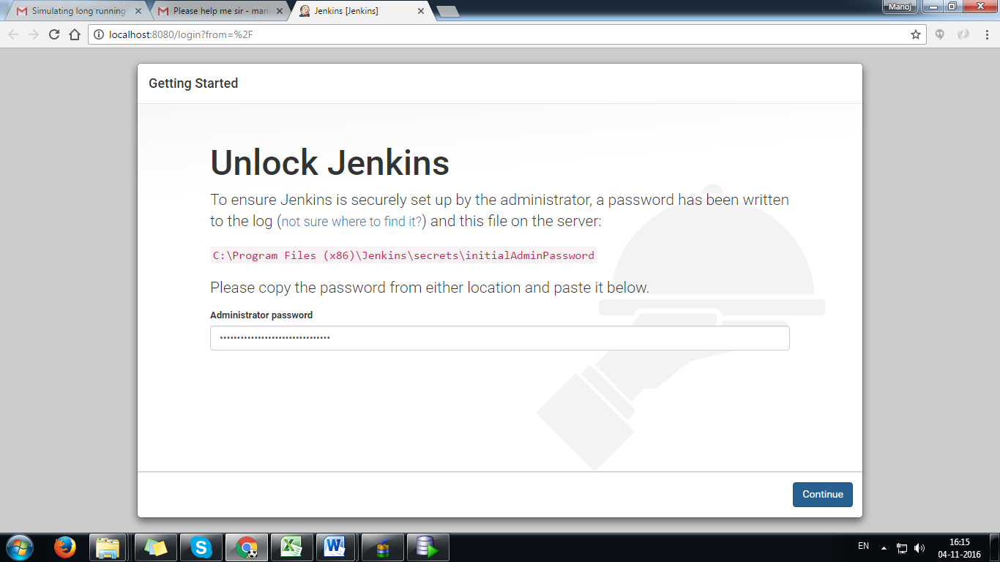 Simulating long running
Please help me sir - man
Jenkins [Jenkins]
Manoj
localhost:8080/login?from=%2F
Getting Started
Unlock Jenkins
To ensure Jenkins is securely set up by the administrator, a password has been written
to the log (not sure where to find it?) and this file on the server:
C:\Program Files (x86)\Jenkins\secrets\initialAdminPassword
Please copy the password from either location and paste it below.
Administrator password
••••••••••••••••••••••••••••••••
Continue
EN
16:15
04-11-2016